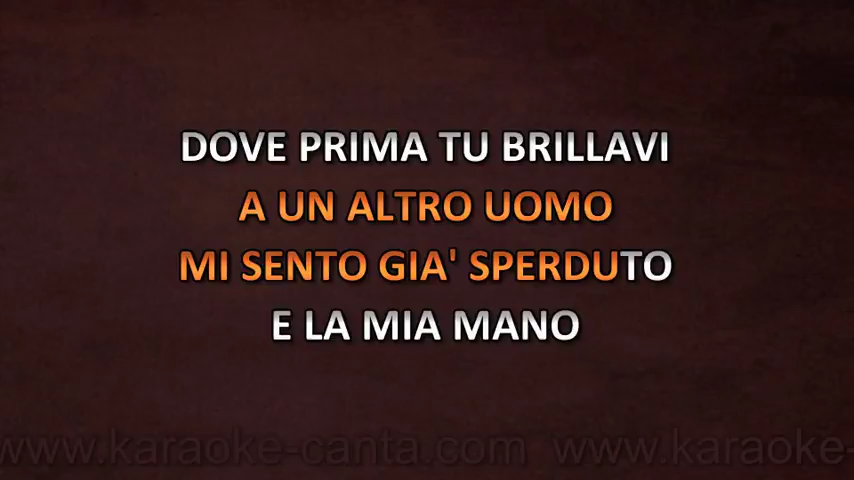 DOVE PRIMA TU BRILLAVI
A UN ALTRO UOMO
MI SENTO GIA' SPERDUTO
E LA MIA MANO
www.karaoke-canta.com www.karaoke-